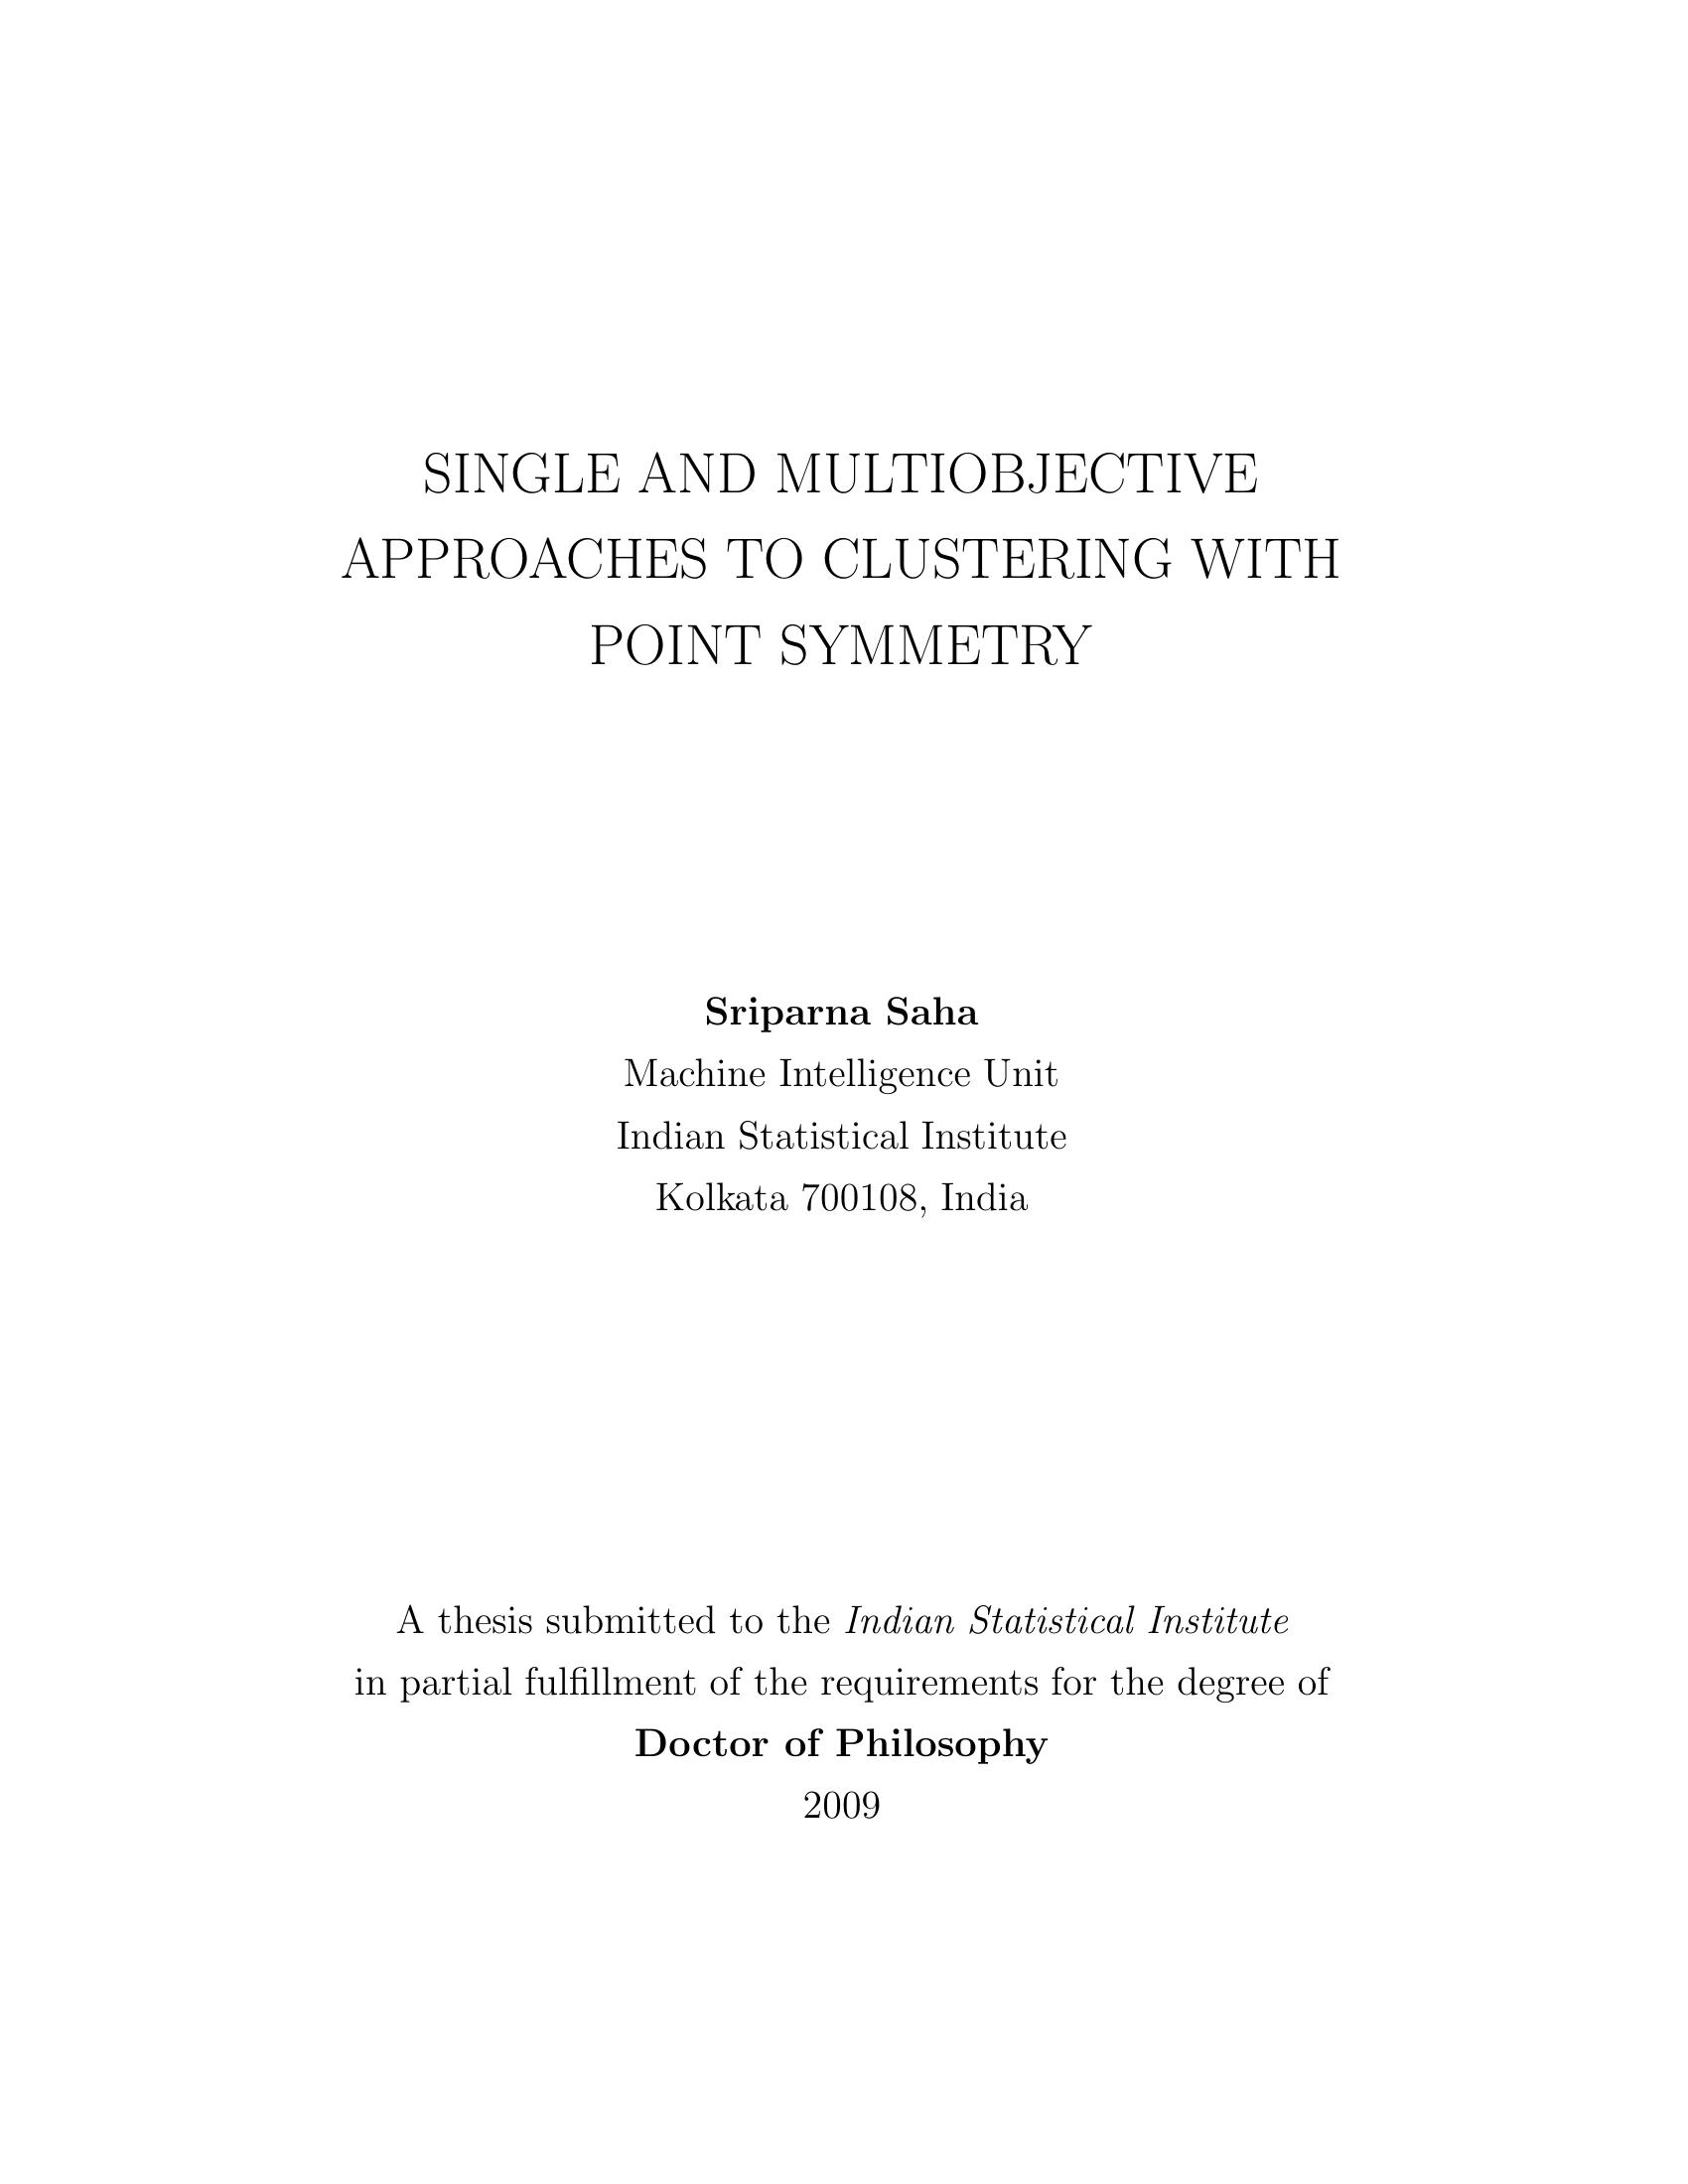 SINGLE AND MULTIOBJECTIVE
APPROACHES TO CLUSTERING WITH
POINT SYMMETRY
Sriparna Saha
Machine Intelligence Unit
Indian Statistical Institute
Kolkata 700108, India
A thesis submitted to the Indian Statistical Institute
in partial fulfillment of the requirements for the degree of
Doctor of Philosophy
2009